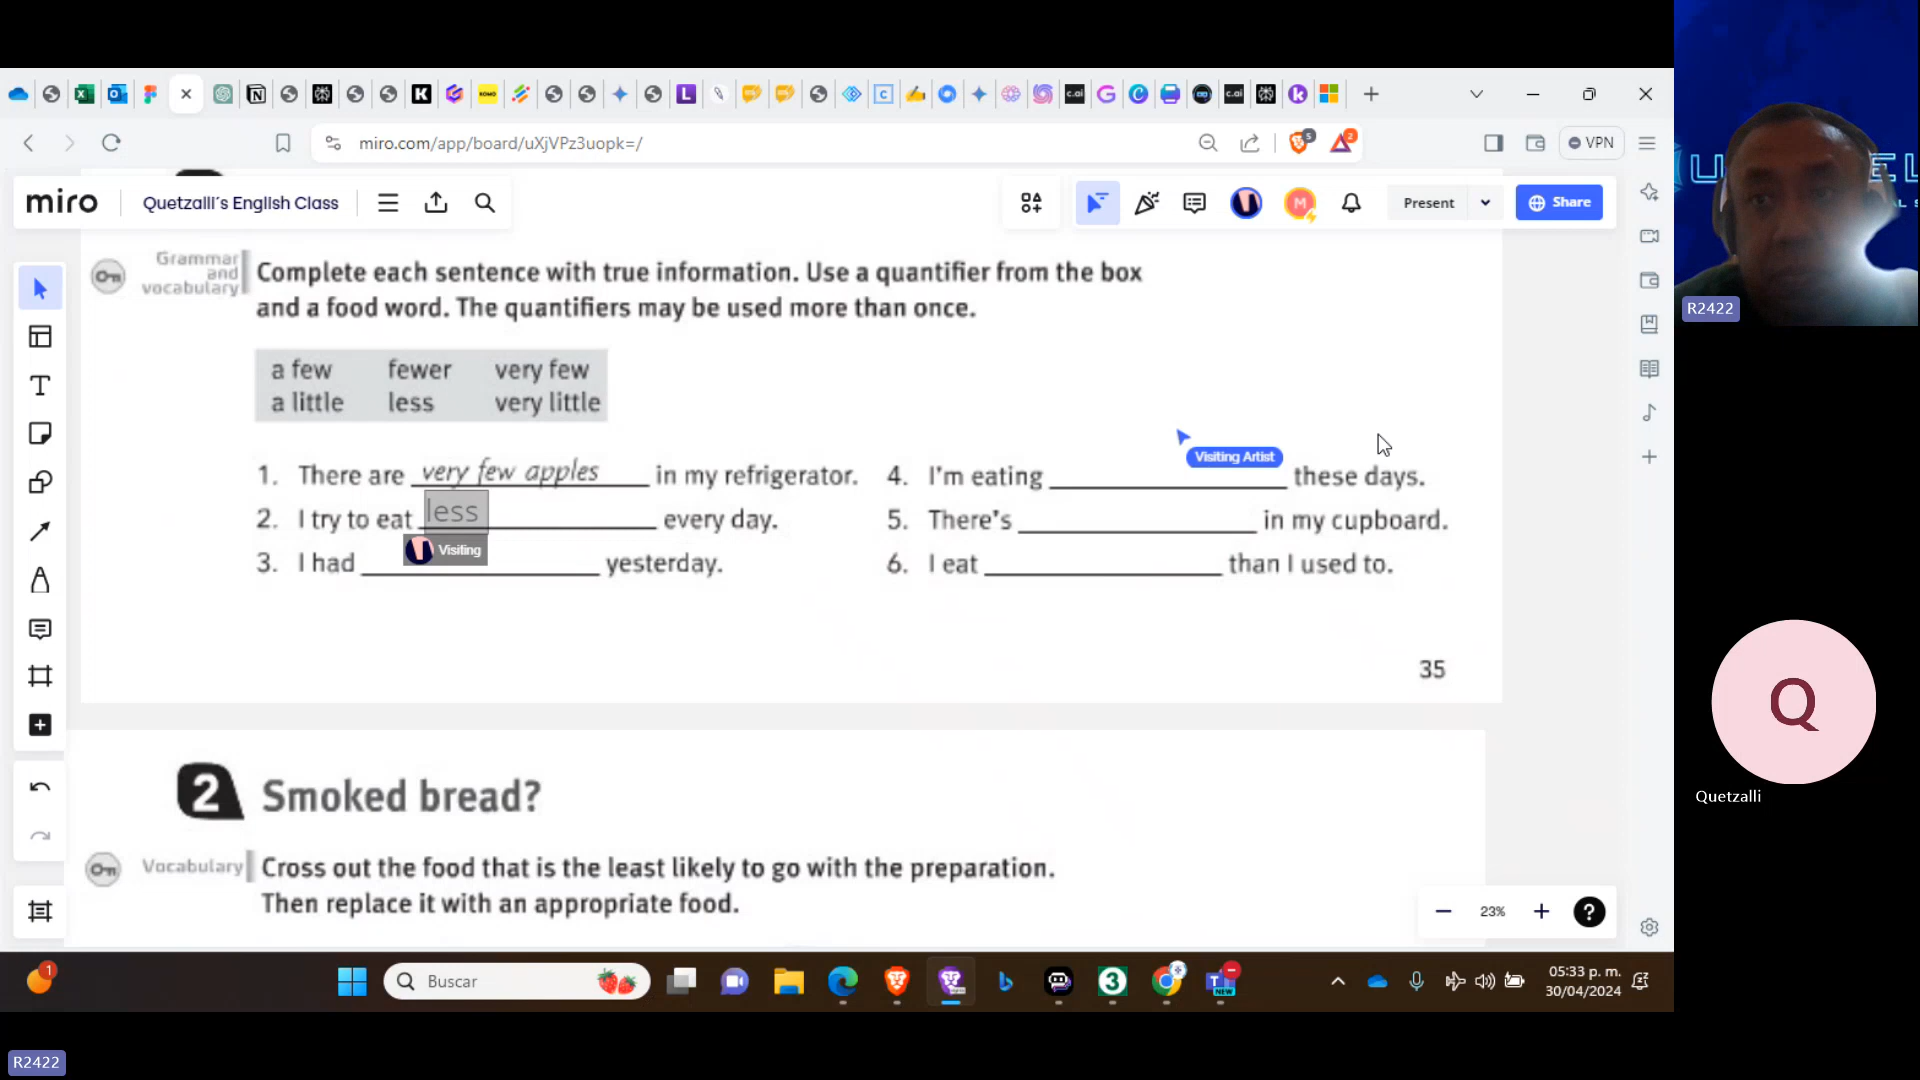 miro.com/app/board/uXjVPz3uopk=/
VPN
miro
Quetzalli´s English Class
Present
Share
Grammar and vocabulary
Complete each sentence with true information. Use a quantifier from the box
and a food word. The quantifiers may be used more than once.
a few fewer very few
a little less very little
1. There are very few apples in my refrigerator.
2. I try to eat less every day.
Visiting
3. I had yesterday.
Visiting Artist
4. I'm eating these days.
5. There's in my cupboard.
6. I eat than I used to.
35
2 Smoked bread?
Vocabulary
Cross out the food that is the least likely to go with the preparation.
Then replace it with an appropriate food.
23%
Buscar
05:33 p. m.
30/04/2024
R2422
Q
Quetzalli
R2422